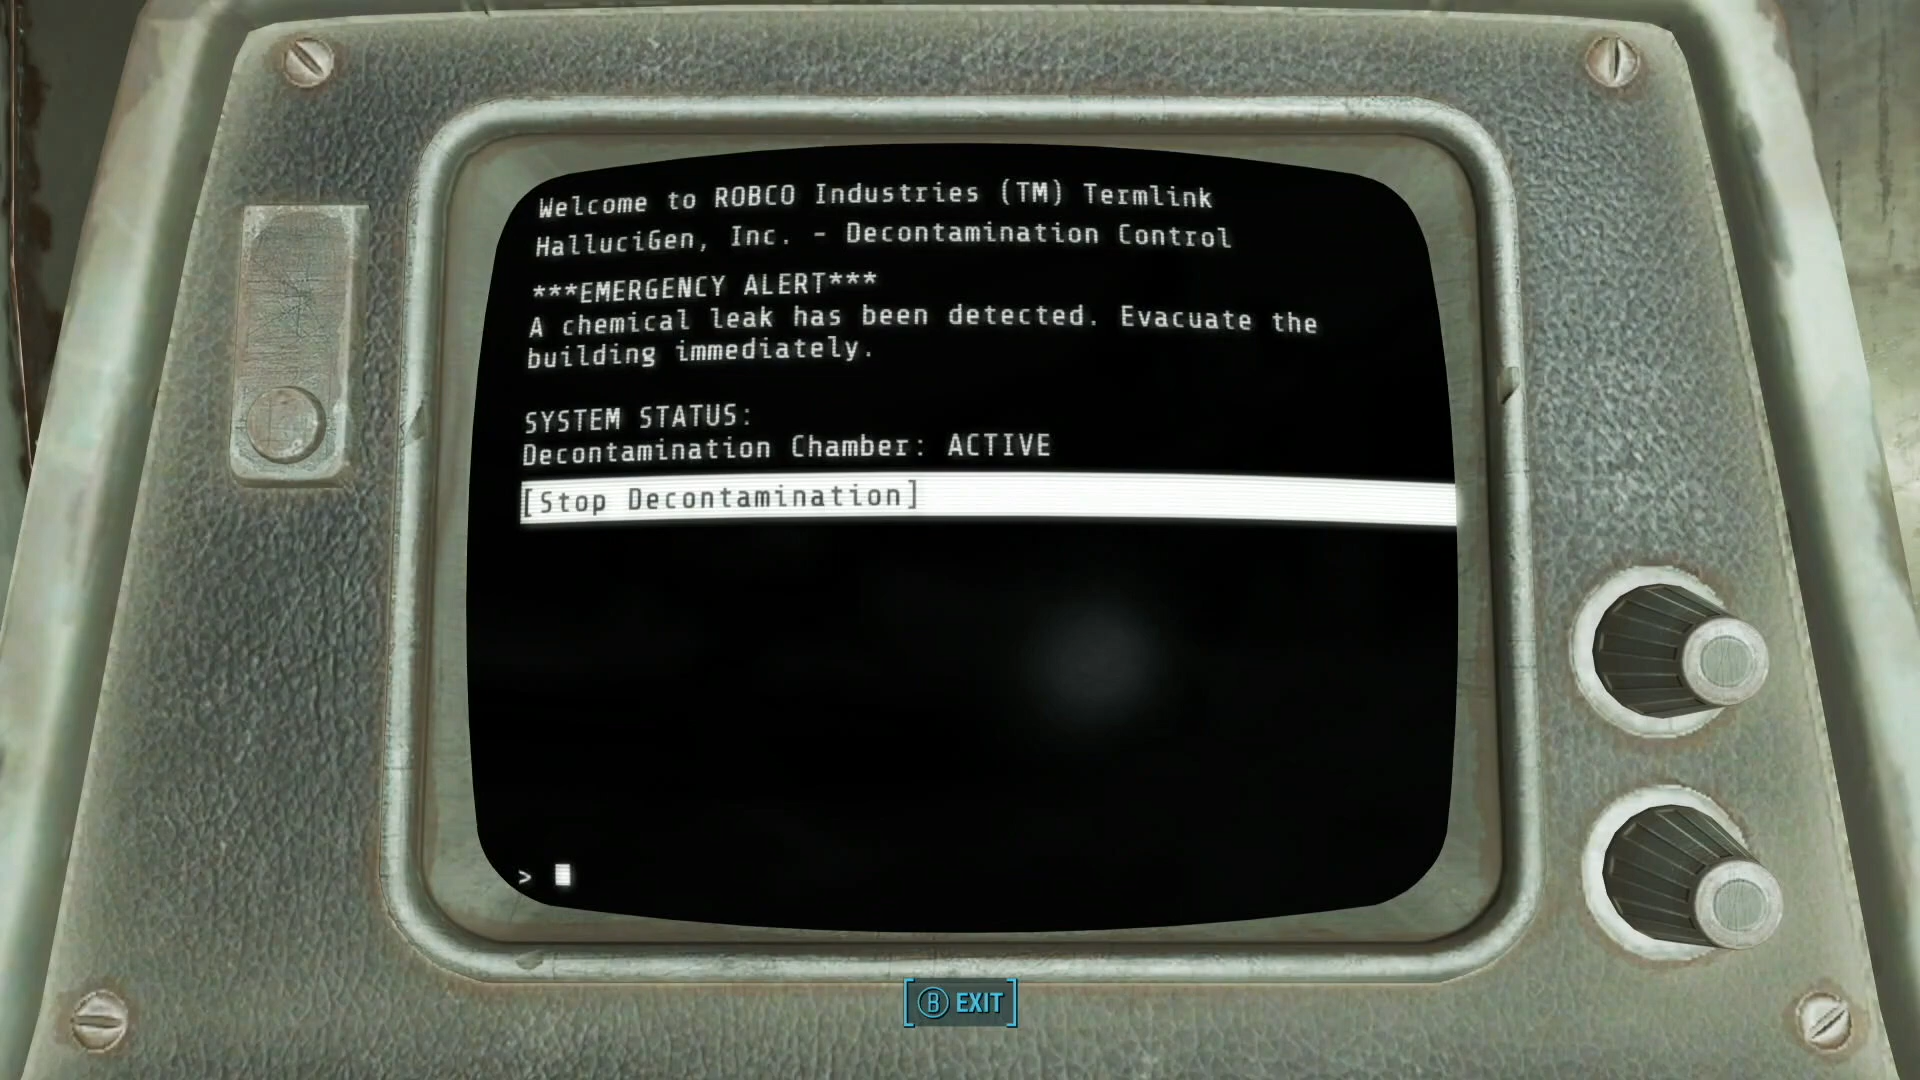 Welcome to ROBCO Industries (TM) Termlink
HalluciGen, Inc. - Decontamination Control
***EMERGENCY ALERT***
A chemical leak has been detected. Evacuate the
building immediately.
SYSTEM STATUS:
Decontamination Chamber: ACTIVE
[Stop Decontamination]
>
B EXIT